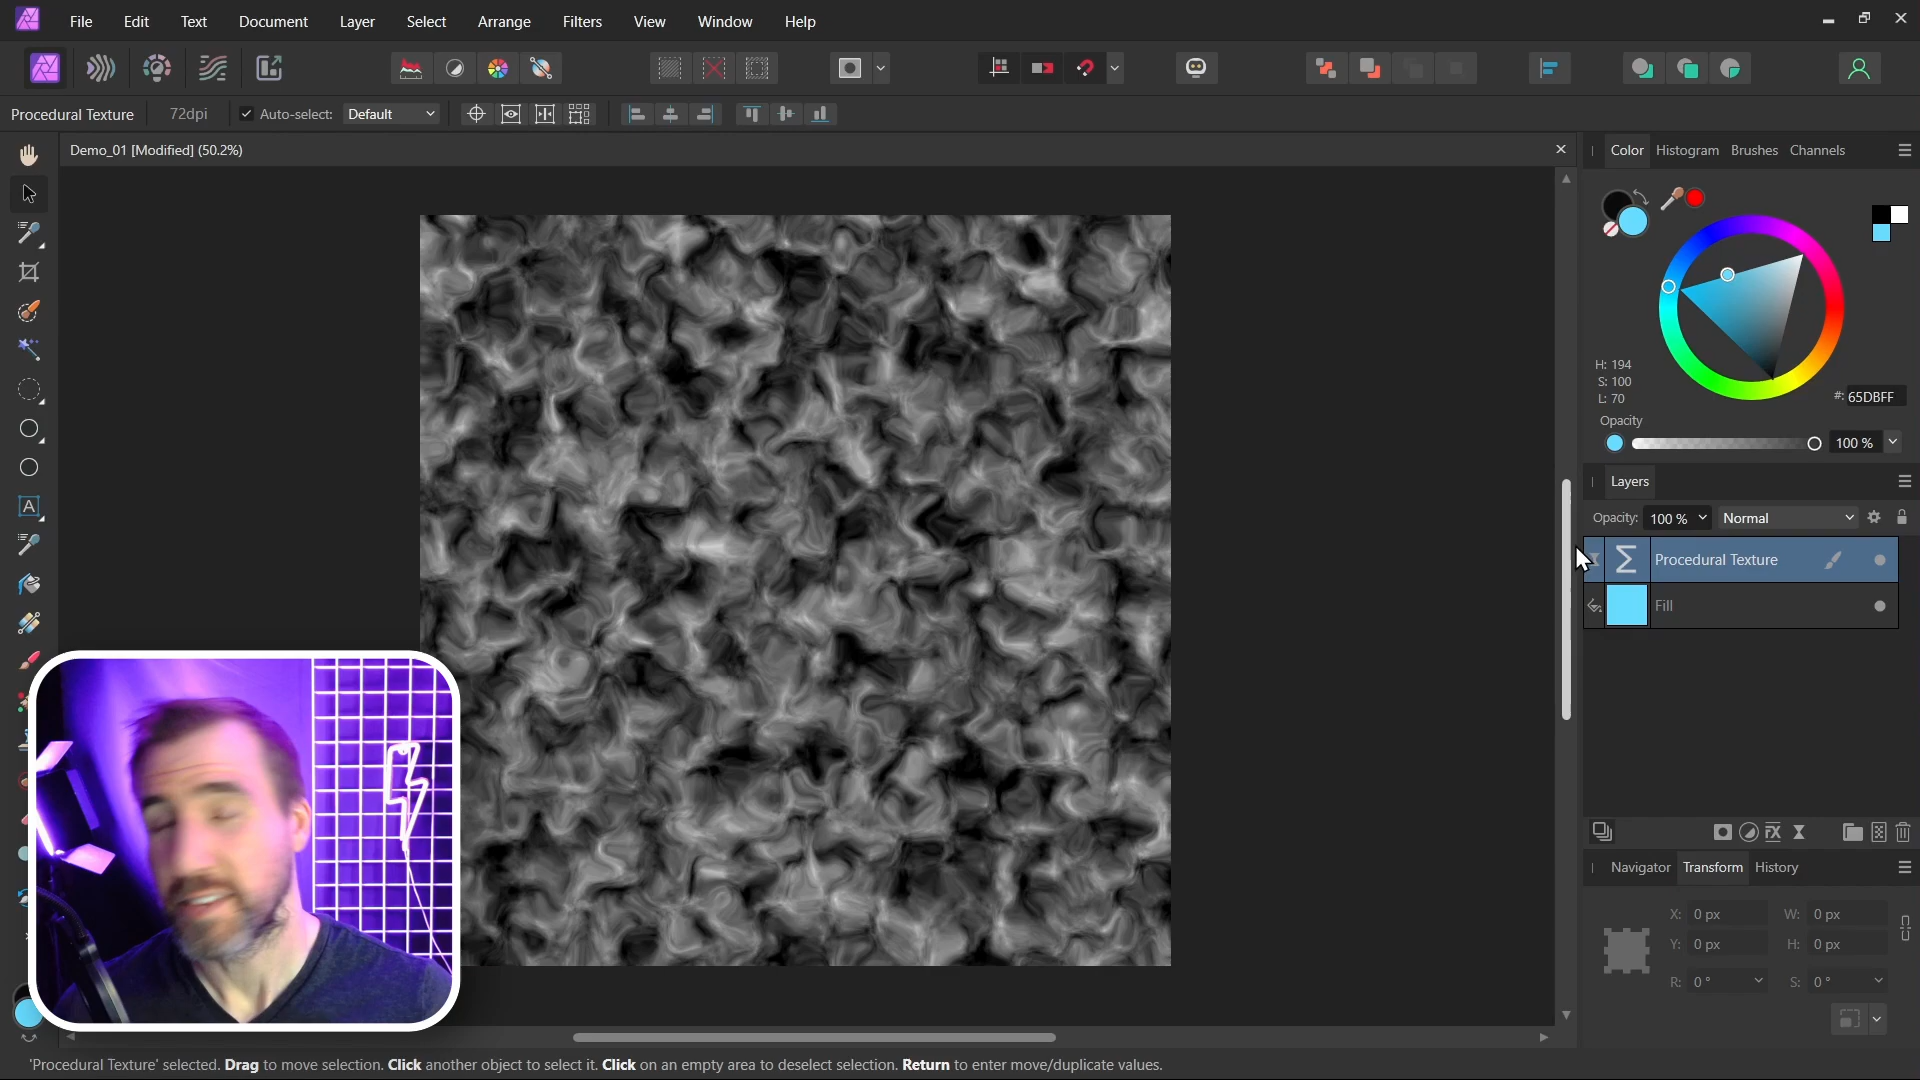 File Edit Text Document Layer Select Arrange Filters View Window Help
Procedural Texture 72dpi Auto-select: Default
Demo_01 [Modified] (50.2%)
Color Histogram Brushes Channels
H: 194
S: 100
L: 70
#: 65DBFF
Opacity
100 %
Layers
Opacity: 100 % Normal
Procedural Texture
Fill
Navigator Transform History
X: 0 px W: 0 px
Y: 0 px H: 0 px
R: 0 ° S: 0 °
'Procedural Texture' selected. Drag to move selection. Click another object to select it. Click on an empty area to deselect selection. Return to enter move/duplicate values.